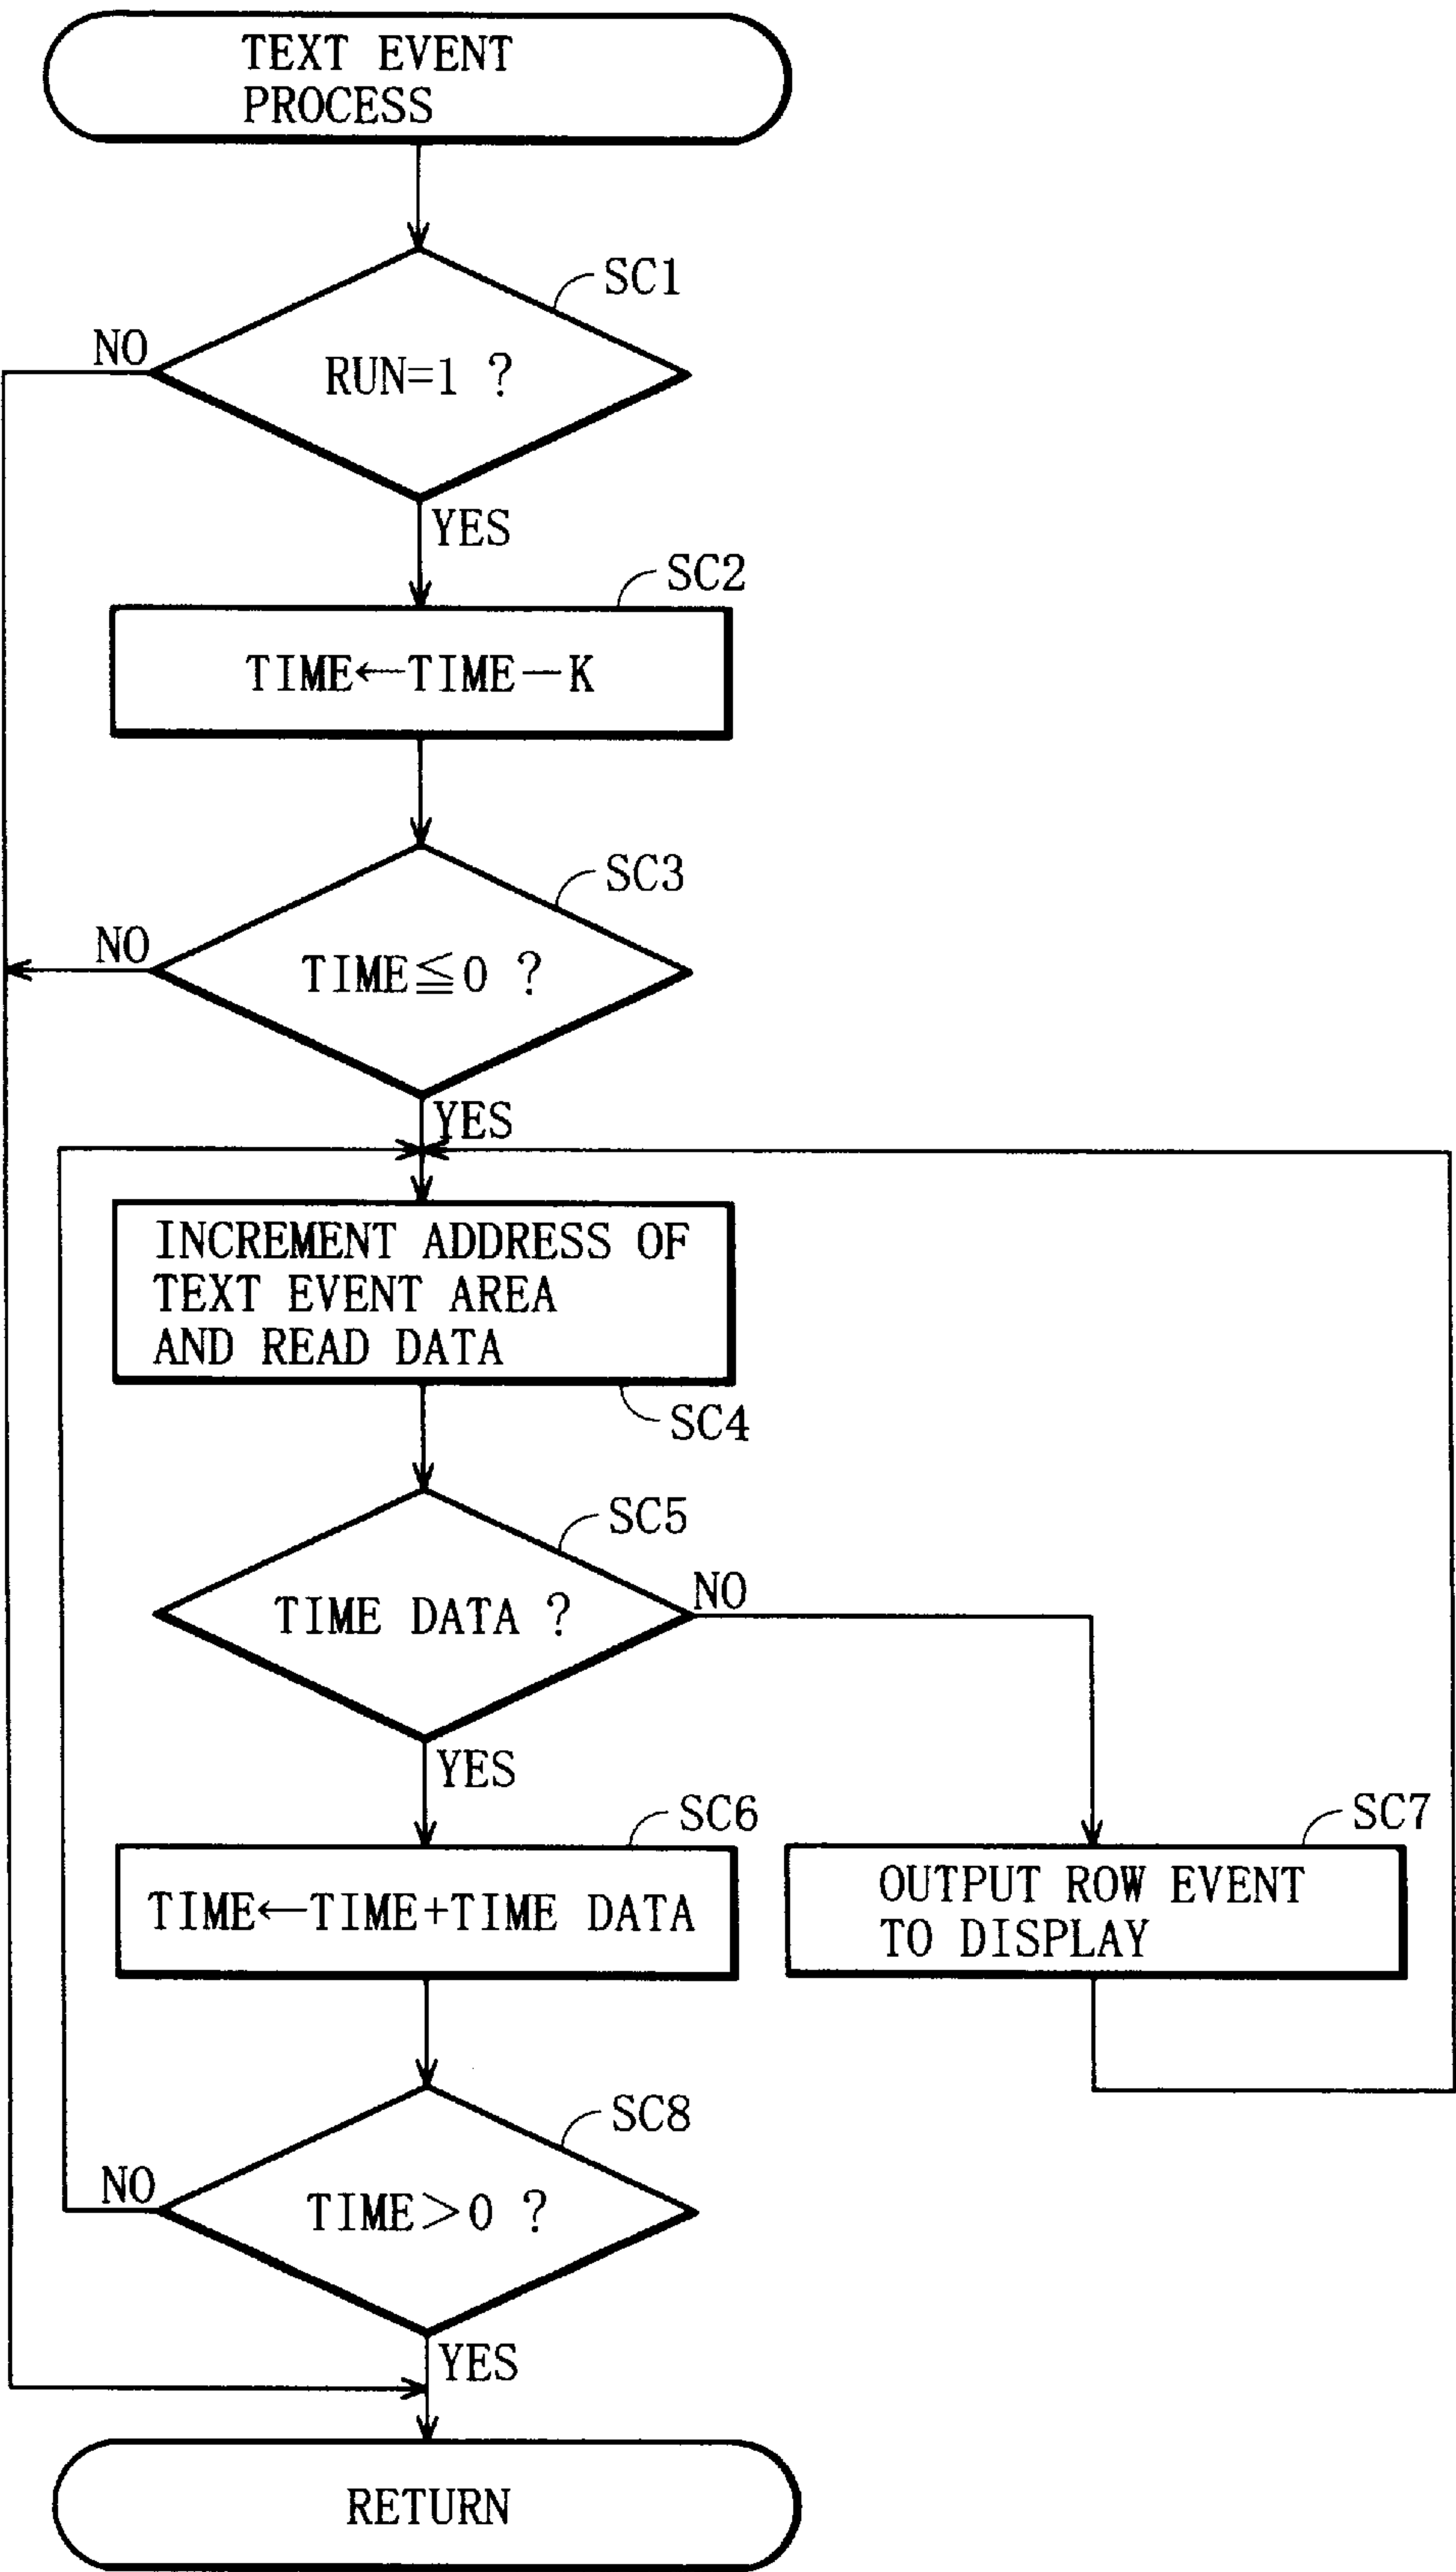 TEXT EVENT
PROCESS
SC1
NO
RUN=1 ?
YES
SC2
TIME←TIME−K
SC3
NO
TIME≦0 ?
YES
INCREMENT ADDRESS OF
TEXT EVENT AREA
AND READ DATA
SC4
SC5
TIME DATA ?
NO
YES
SC6
TIME←TIME+TIME DATA
SC7
OUTPUT ROW EVENT
TO DISPLAY
SC8
NO
TIME>0 ?
YES
RETURN